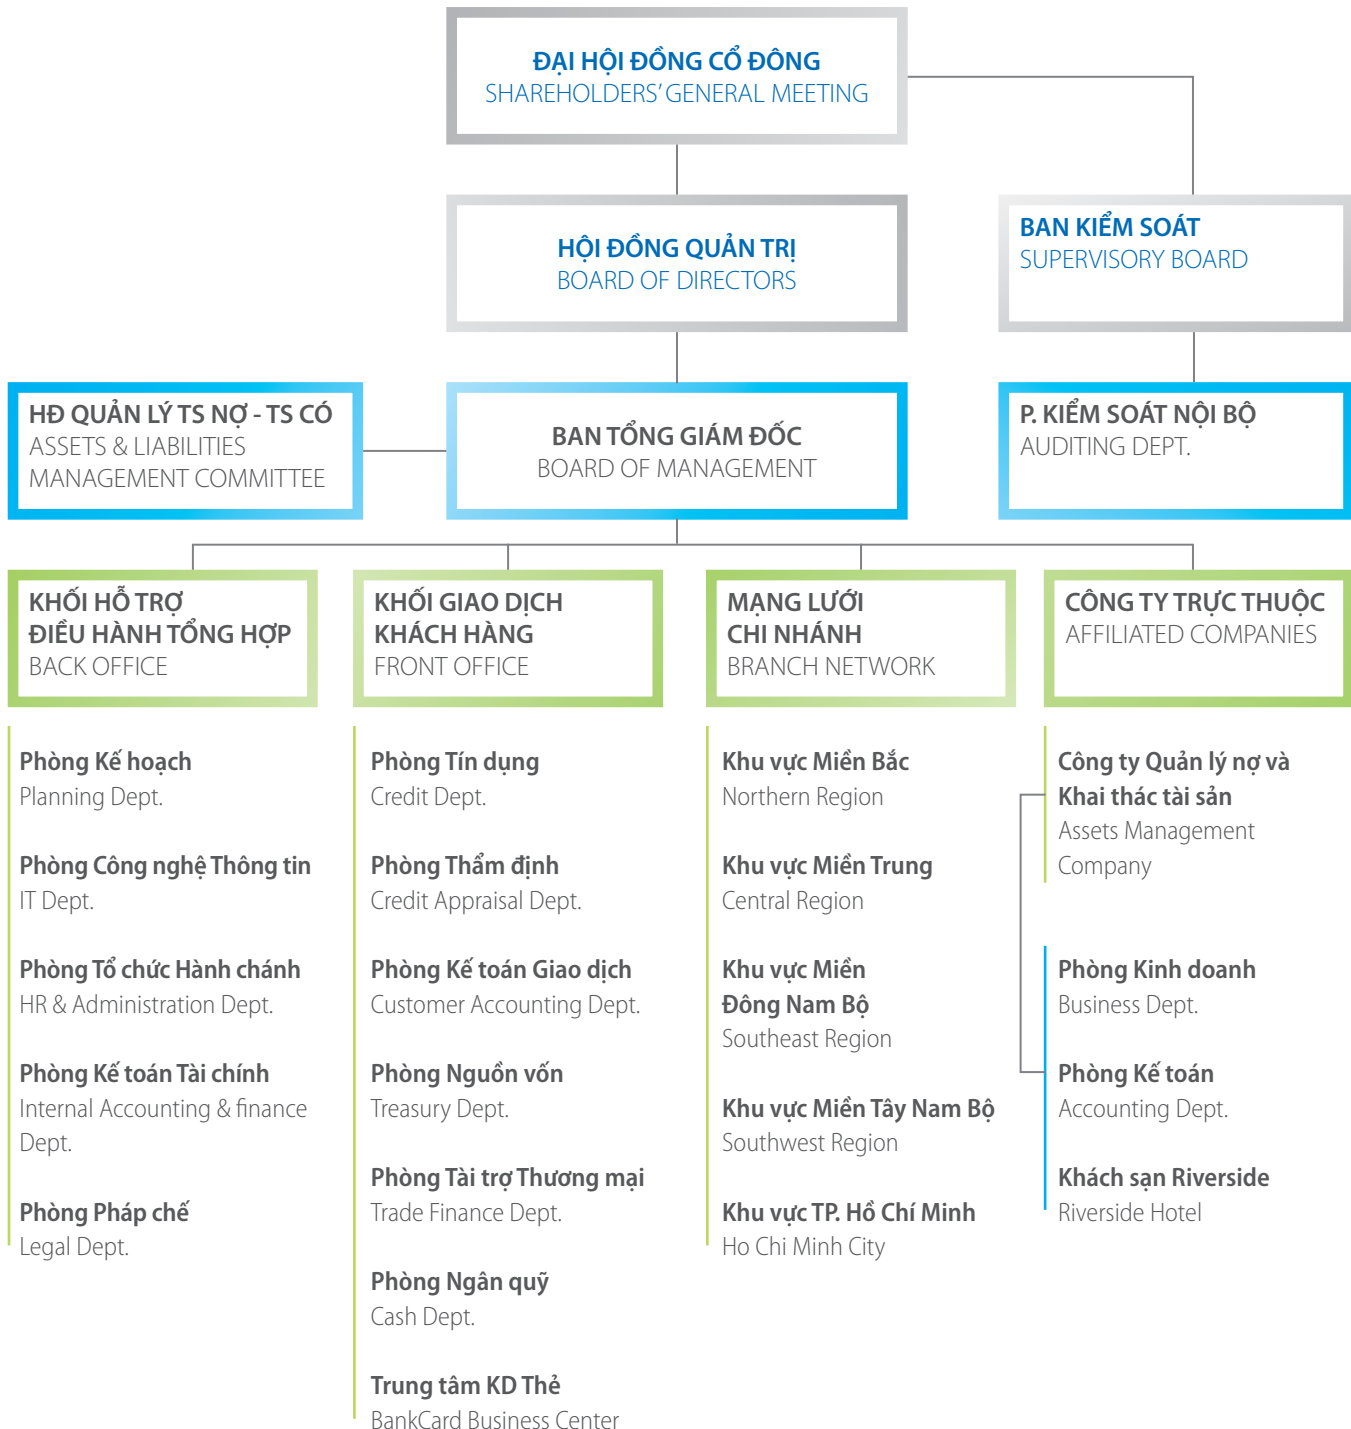 ĐẠI HỘI ĐỒNG CỔ ĐÔNG
SHAREHOLDERS' GENERAL MEETING
HỘI ĐỒNG QUẢN TRỊ
BOARD OF DIRECTORS
BAN KIỂM SOÁT
SUPERVISORY BOARD
HĐ QUẢN LÝ TS NỢ - TS CÓ
ASSETS & LIABILITIES
MANAGEMENT COMMITTEE
BAN TỔNG GIÁM ĐỐC
BOARD OF MANAGEMENT
P. KIỂM SOÁT NỘI BỘ
AUDITING DEPT.
KHỐI HỖ TRỢ
ĐIỀU HÀNH TỔNG HỢP
BACK OFFICE
KHỐI GIAO DỊCH
KHÁCH HÀNG
FRONT OFFICE
MẠNG LƯỚI
CHI NHÁNH
BRANCH NETWORK
CÔNG TY TRỰC THUỘC
AFFILIATED COMPANIES
Phòng Kế hoạch
Planning Dept.
Phòng Công nghệ Thông tin
IT Dept.
Phòng Tổ chức Hành chánh
HR & Administration Dept.
Phòng Kế toán Tài chính
Internal Accounting & finance
Dept.
Phòng Pháp chế
Legal Dept.
Phòng Tín dụng
Credit Dept.
Phòng Thẩm định
Credit Appraisal Dept.
Phòng Kế toán Giao dịch
Customer Accounting Dept.
Phòng Nguồn vốn
Treasury Dept.
Phòng Tài trợ Thương mại
Trade Finance Dept.
Phòng Ngân quỹ
Cash Dept.
Trung tâm KD Thẻ
BankCard Business Center
Khu vực Miền Bắc
Northern Region
Khu vực Miền Trung
Central Region
Khu vực Miền
Đông Nam Bộ
Southeast Region
Khu vực Miền Tây Nam Bộ
Southwest Region
Khu vực TP. Hồ Chí Minh
Ho Chi Minh City
Công ty Quản lý nợ và
Khai thác tài sản
Assets Management
Company
Phòng Kinh doanh
Business Dept.
Phòng Kế toán
Accounting Dept.
Khách sạn Riverside
Riverside Hotel